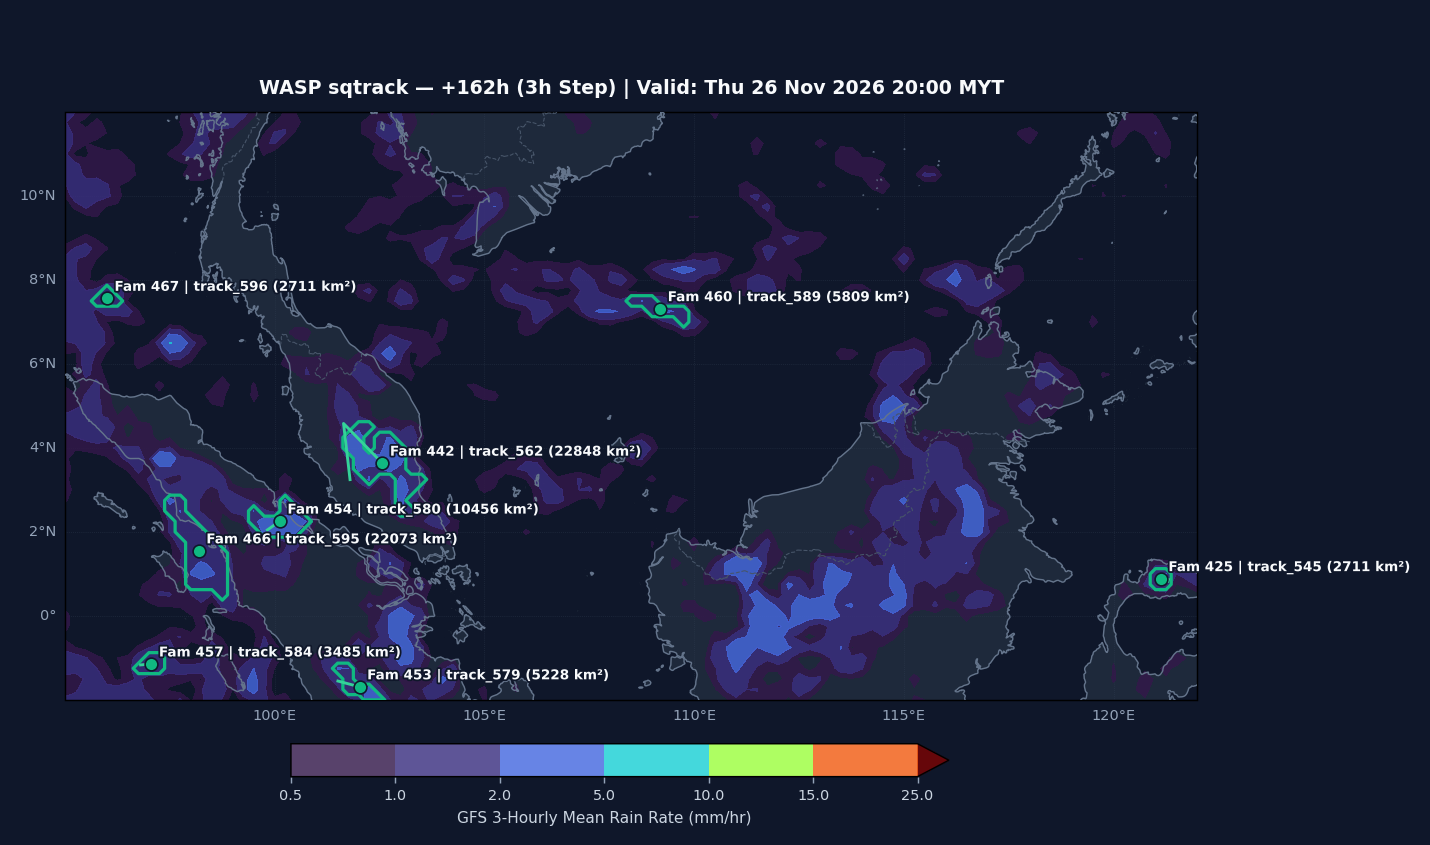 WASP sqtrack — +162h (3h Step) | Valid: Thu 26 Nov 2026 20:00 MYT
10°N
8°N
6°N
4°N
2°N
0°
Fam 467 | track_596 (2711 km²)
Fam 460 | track_589 (5809 km²)
Fam 442 | track_562 (22848 km²)
Fam 454 | track_580 (10456 km²)
Fam 466 | track_595 (22073 km²)
Fam 425 | track_545 (2711 km²)
Fam 457 | track_584 (3485 km²)
Fam 453 | track_579 (5228 km²)
100°E 105°E 110°E 115°E 120°E
0.5 1.0 2.0 5.0 10.0 15.0 25.0
GFS 3-Hourly Mean Rain Rate (mm/hr)